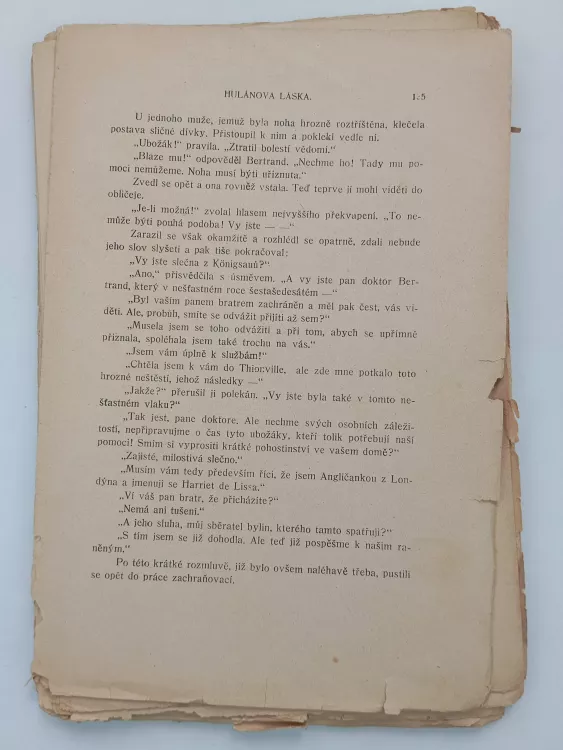 HULÁNOVA LÁSKA.
U jednoho muže, jemuž byla noha hrozně roztříštěna, klečela
postava sličné dívky. Přistoupil k ním a poklekl vedle ní.
„Ubožák!“ pravila. „Ztratil bolestí vědomí.“
„Blaze mu!“ odpověděl Bertrand. „Nechme ho! Tady mu po-
moci nemůžeme. Noha musí býti uříznuta.“
Zvedl se opět a ona rovněž vstala. Teď teprve jí mohl viděti do
obličeje.
„Je-li možná!“ zvolal hlasem nejvyššího překvapení. „To ne-
může býti pouhá podoba! Vy jste — —“
Zarazil se však okamžitě a rozhlédl se opatrně, zdali nebude
jeho slov slyšeti a pak tiše pokračoval:
„Vy jste slečna z Königsauů?“
„Ano,“ přisvědčila s úsměvem. „A vy jste pan doktor Ber-
trand, který v nešťastném roce šestašedesátém —“
„Byl vaším panem bratrem zachráněn a měl pak čest, vás vi-
děti. Ale, probůh, smíte se odvážiti přijíti až sem?“
„Musela jsem se toho odvážiti a při tom, abych se upřímně
přiznala, spoléhala jsem také trochu na vás.“
„Jsem vám úplně k službám!“
„Chtěla jsem k vám do Thionville, ale zde mne potkalo toto
hrozné neštěstí, jehož následky —“
„Jakže?“ přerušil jí polekán. „Vy jste byla také v tomto ne-
šťastném vlaku?“
„Tak jest, pane doktore. Ale nechme svých osobních záleži-
tostí, nepřipravujme o čas tyto ubožáky, kteří tolik potřebují naší
pomoci! Smím si vyprositi krátké pohostinství ve vašem domě?“
„Zajisté, milostivá slečno.“
„Musím vám tedy především říci, že jsem Angličankou z Lon-
dýna a jmenuji se Harriet de Lissa.“
„Ví váš pan bratr, že přicházíte?“
„Nemá ani tušení.“
„A jeho sluha, můj sběratel bylin, kterého tamto spatřuji?“
„S tím jsem se již dohodla. Ale teď již pospěšme k našim ra-
něným.“
Po této krátké rozmluvě, jíž bylo ovšem naléhavě třeba, pustili
se opět do práce zachraňovací.